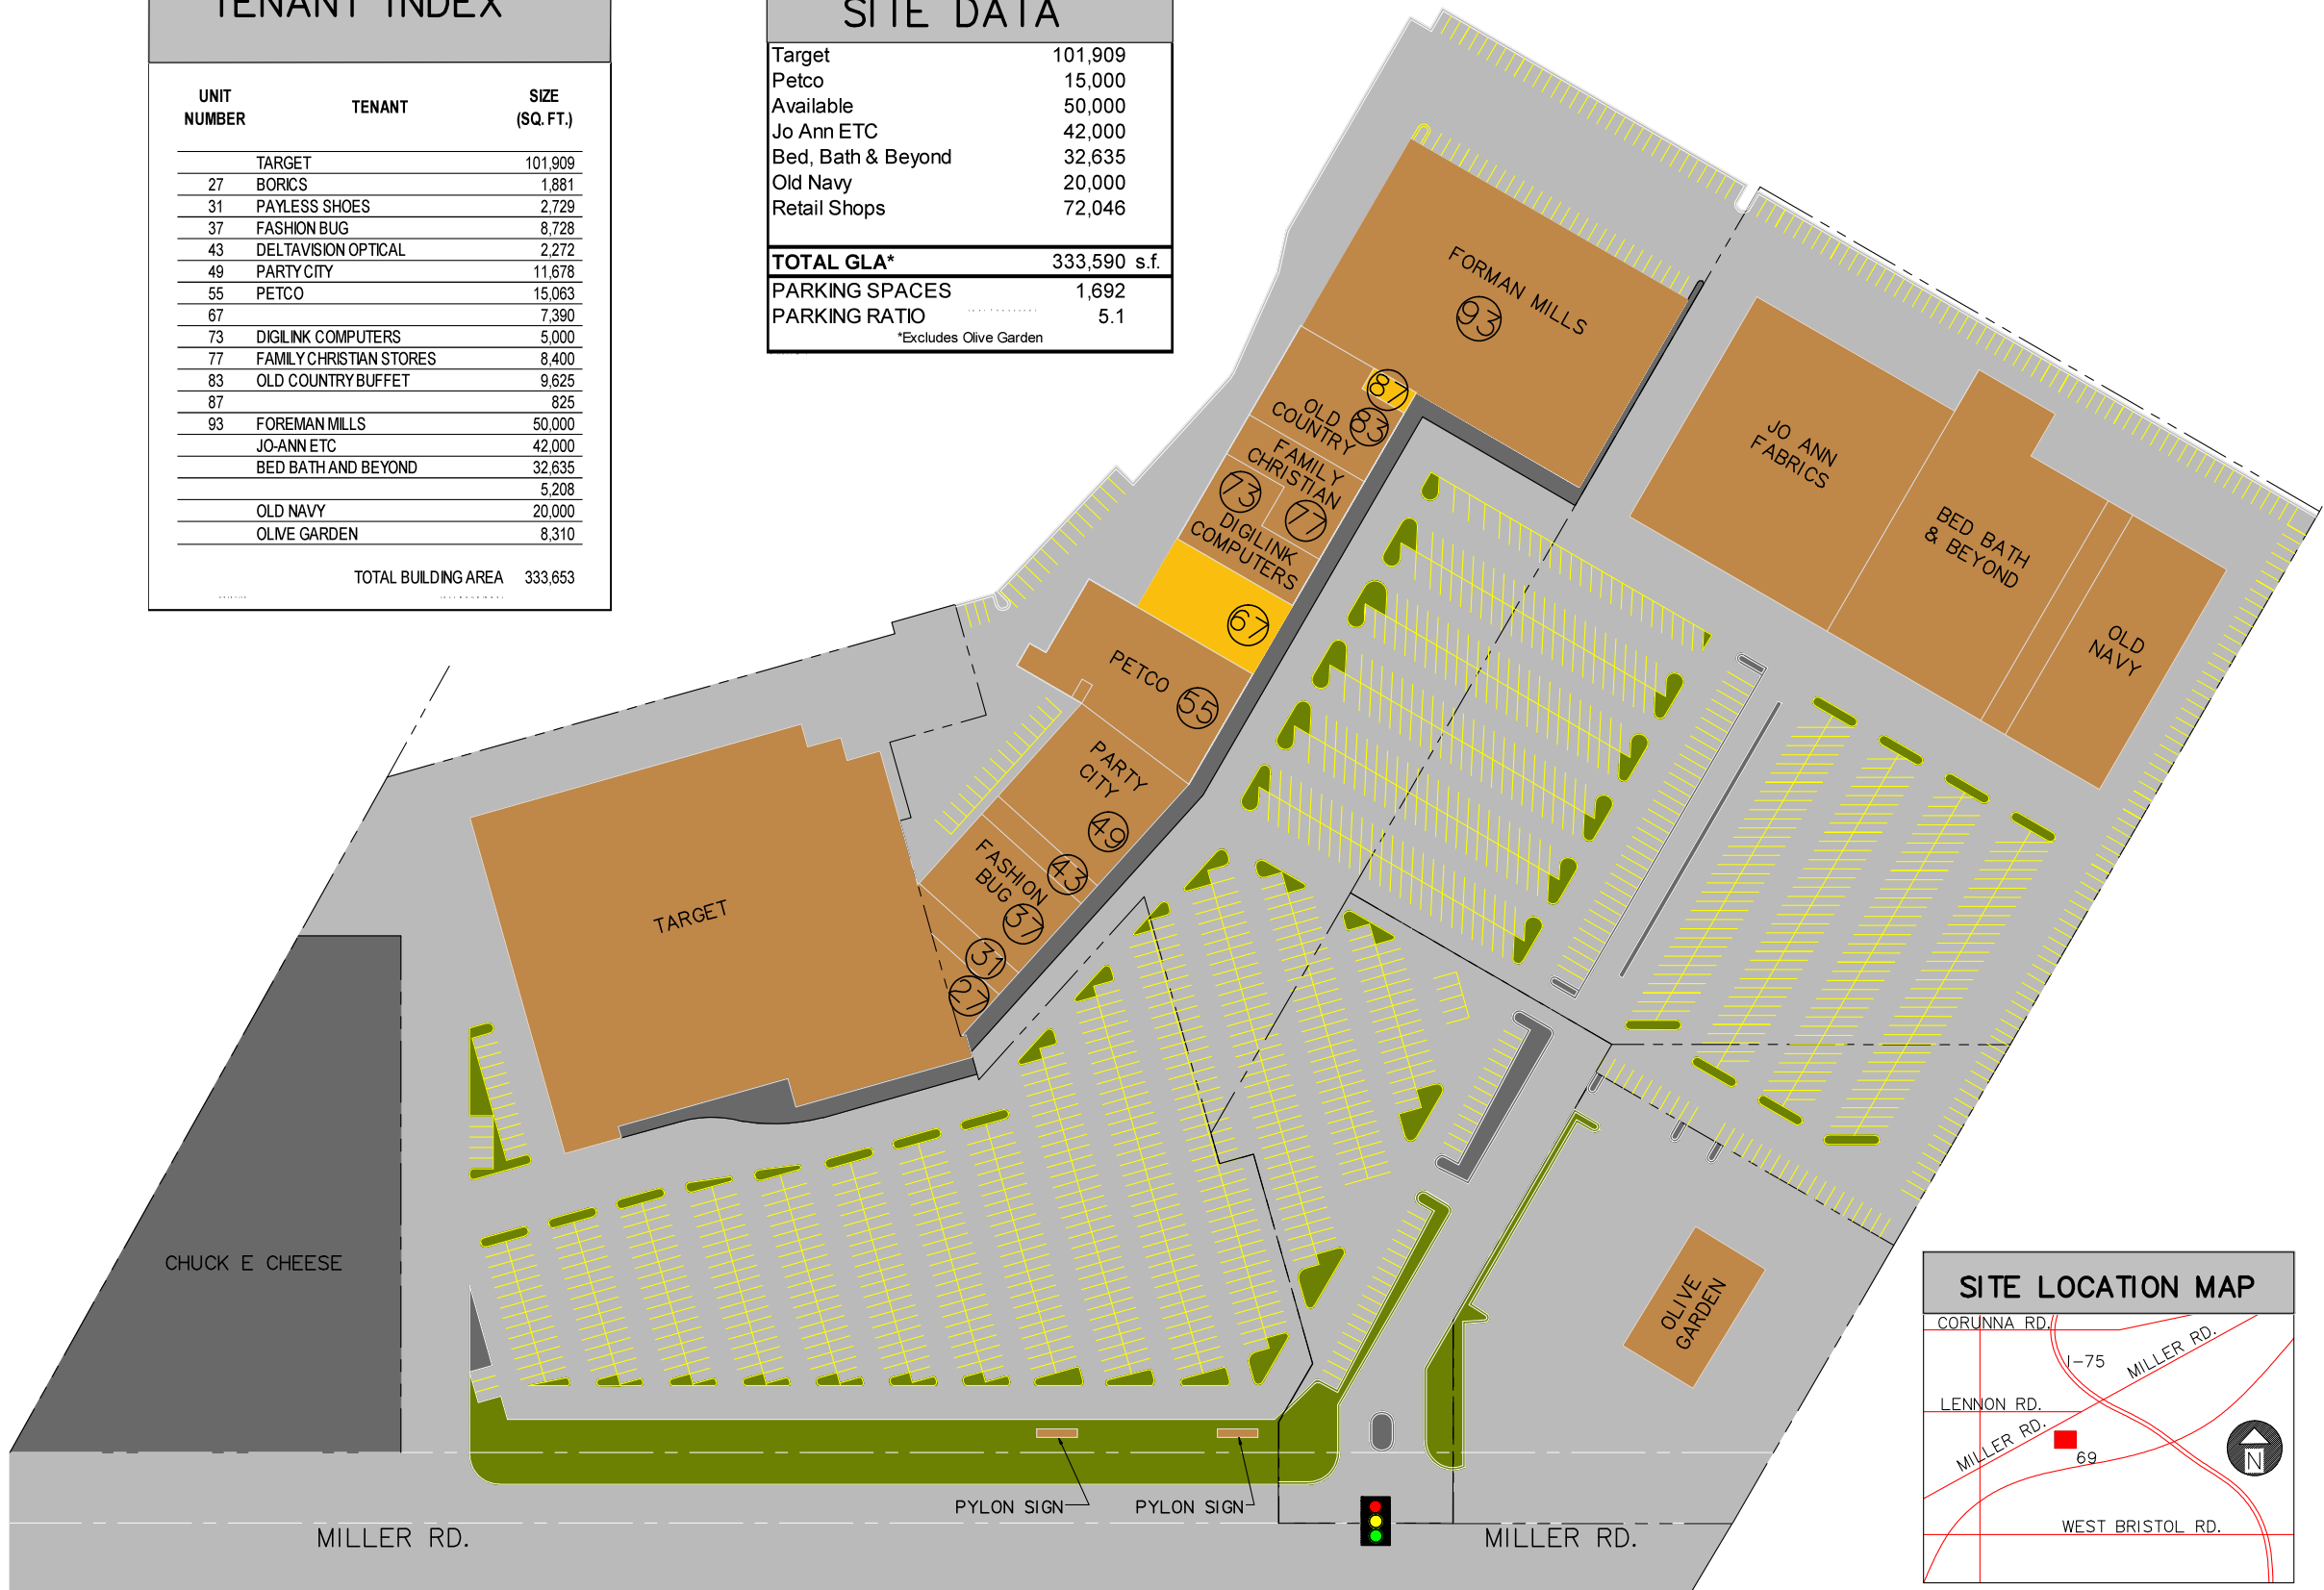 TENANT INDEX
UNIT NUMBER TENANT SIZE (SQ. FT.)
TARGET 101,909
27 BORICS 1,881
31 PAYLESS SHOES 2,729
37 FASHION BUG 8,728
43 DELTAVISION OPTICAL 2,272
49 PARTY CITY 11,678
55 PETCO 15,063
67 7,390
73 DIGILINK COMPUTERS 5,000
77 FAMILY CHRISTIAN STORES 8,400
83 OLD COUNTRY BUFFET 9,625
87 825
93 FOREMAN MILLS 50,000
JO-ANN ETC 42,000
BED BATH AND BEYOND 32,635
5,208
OLD NAVY 20,000
OLIVE GARDEN 8,310
TOTAL BUILDING AREA 333,653
SITE DATA
Target 101,909
Petco 15,000
Available 50,000
Jo Ann ETC 42,000
Bed, Bath & Beyond 32,635
Old Navy 20,000
Retail Shops 72,046
TOTAL GLA* 333,590 s.f.
PARKING SPACES 1,692
PARKING RATIO 5.1
*Excludes Olive Garden
FORMAN MILLS
93
87
OLD
COUNTRY
83
FAMILY
CHRISTIAN
73
77
DIGILINK
COMPUTERS
67
PETCO
55
PARTY
CITY
49
43
FASHION
BUG
37
31
27
TARGET
JO ANN
FABRICS
BED BATH
& BEYOND
OLD
NAVY
CHUCK E CHEESE
OLIVE
GARDEN
PYLON SIGN
PYLON SIGN
MILLER RD.
MILLER RD.
SITE LOCATION MAP
CORUNNA RD.
I-75
MILLER RD.
LENNON RD.
MILLER RD.
69
N
WEST BRISTOL RD.